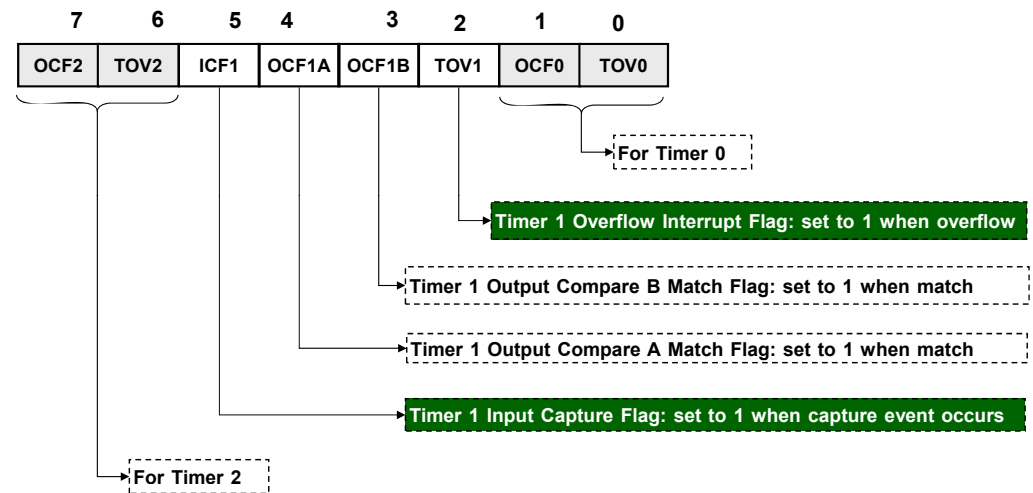 7 6 5 4 3 2 1 0
OCF2 TOV2 ICF1 OCF1A OCF1B TOV1 OCF0 TOV0
For Timer 0
Timer 1 Overflow Interrupt Flag: set to 1 when overflow
Timer 1 Output Compare B Match Flag: set to 1 when match
Timer 1 Output Compare A Match Flag: set to 1 when match
Timer 1 Input Capture Flag: set to 1 when capture event occurs
For Timer 2